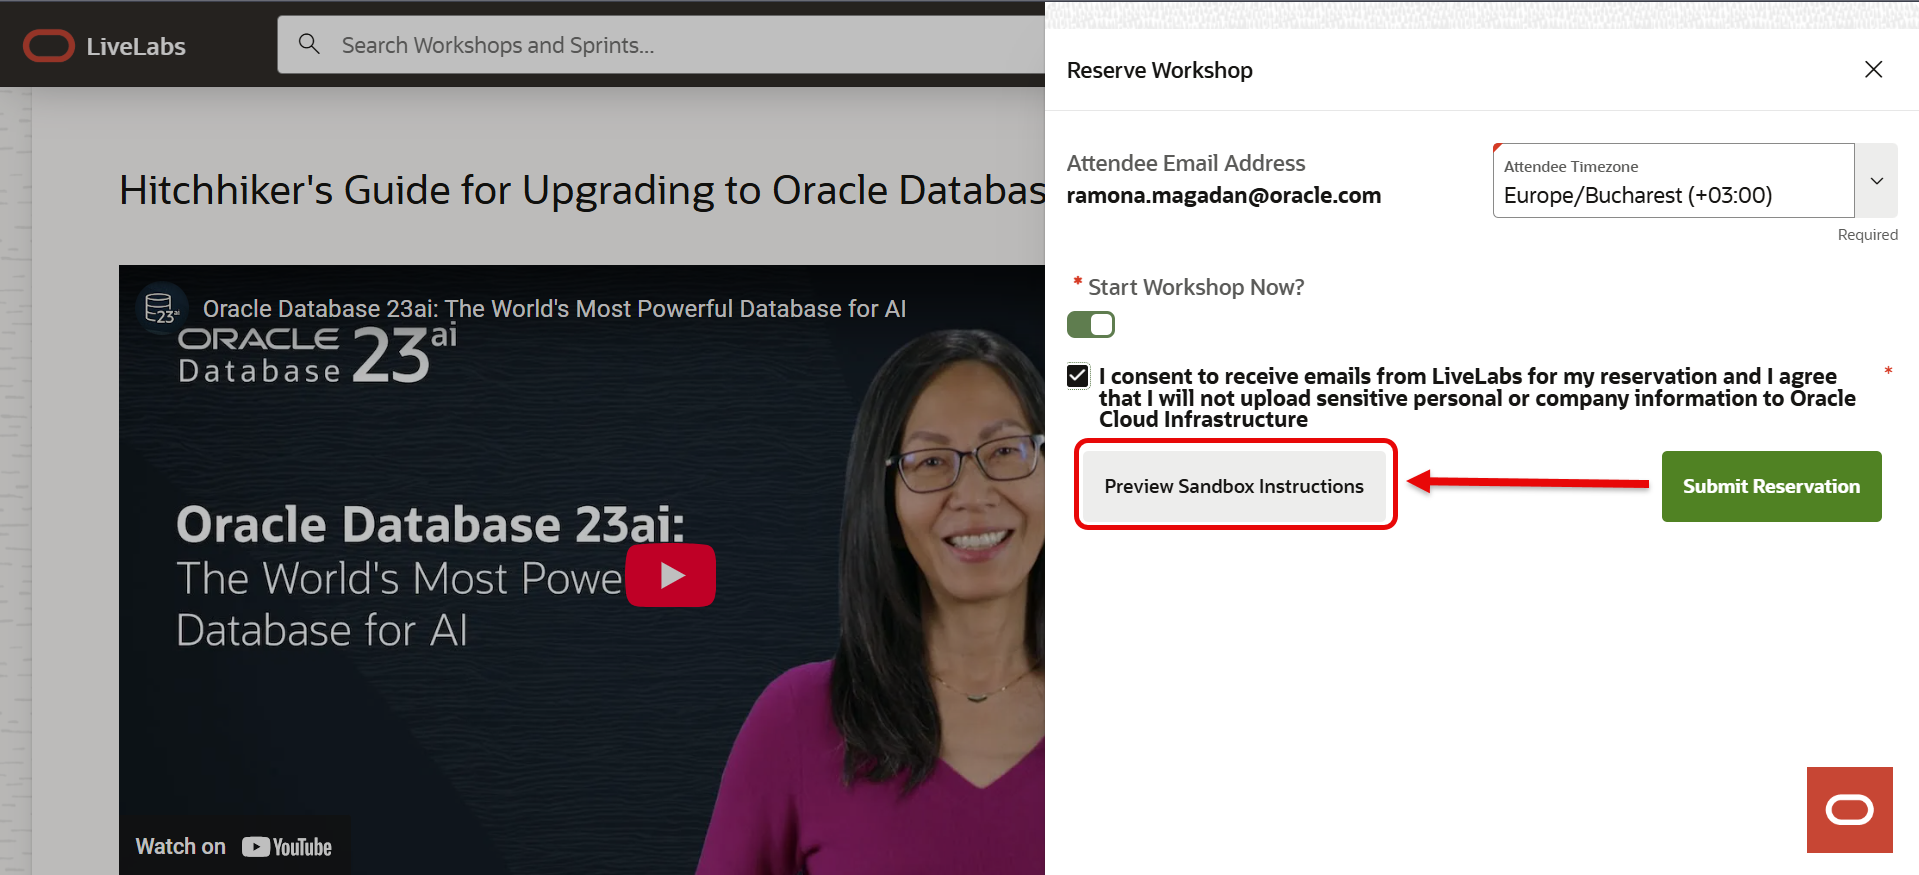 LiveLabs
Search Workshops and Sprints...
Hitchhiker's Guide for Upgrading to Oracle Databas
23ai
Oracle Database 23ai: The World's Most Powerful Database for AI
ORACLE
Database 23ai
Oracle Database 23ai:
The World's Most Powe
Database for AI
Watch on YouTube
Reserve Workshop
Attendee Email Address
ramona.magadan@oracle.com
Attendee Timezone
Europe/Bucharest (+03:00)
Required
* Start Workshop Now?
I consent to receive emails from LiveLabs for my reservation and I agree *
that I will not upload sensitive personal or company information to Oracle
Cloud Infrastructure
Preview Sandbox Instructions
Submit Reservation